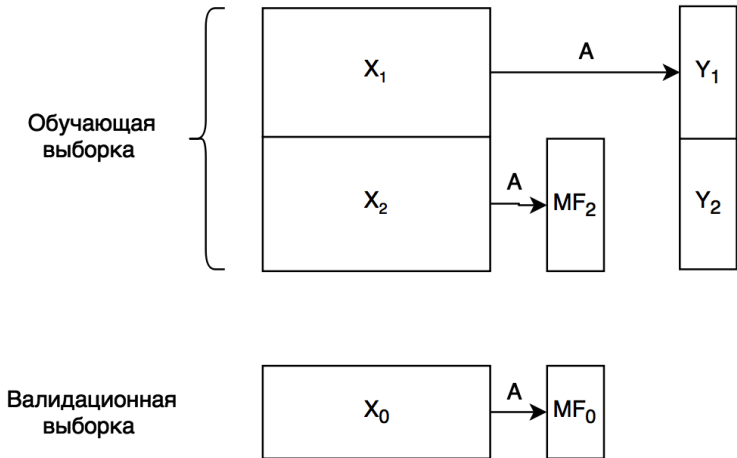 X₁
A
Y₁
Обучающая
выборка
X₂
A
MF₂
Y₂
Валидационная
выборка
X₀
A
MF₀